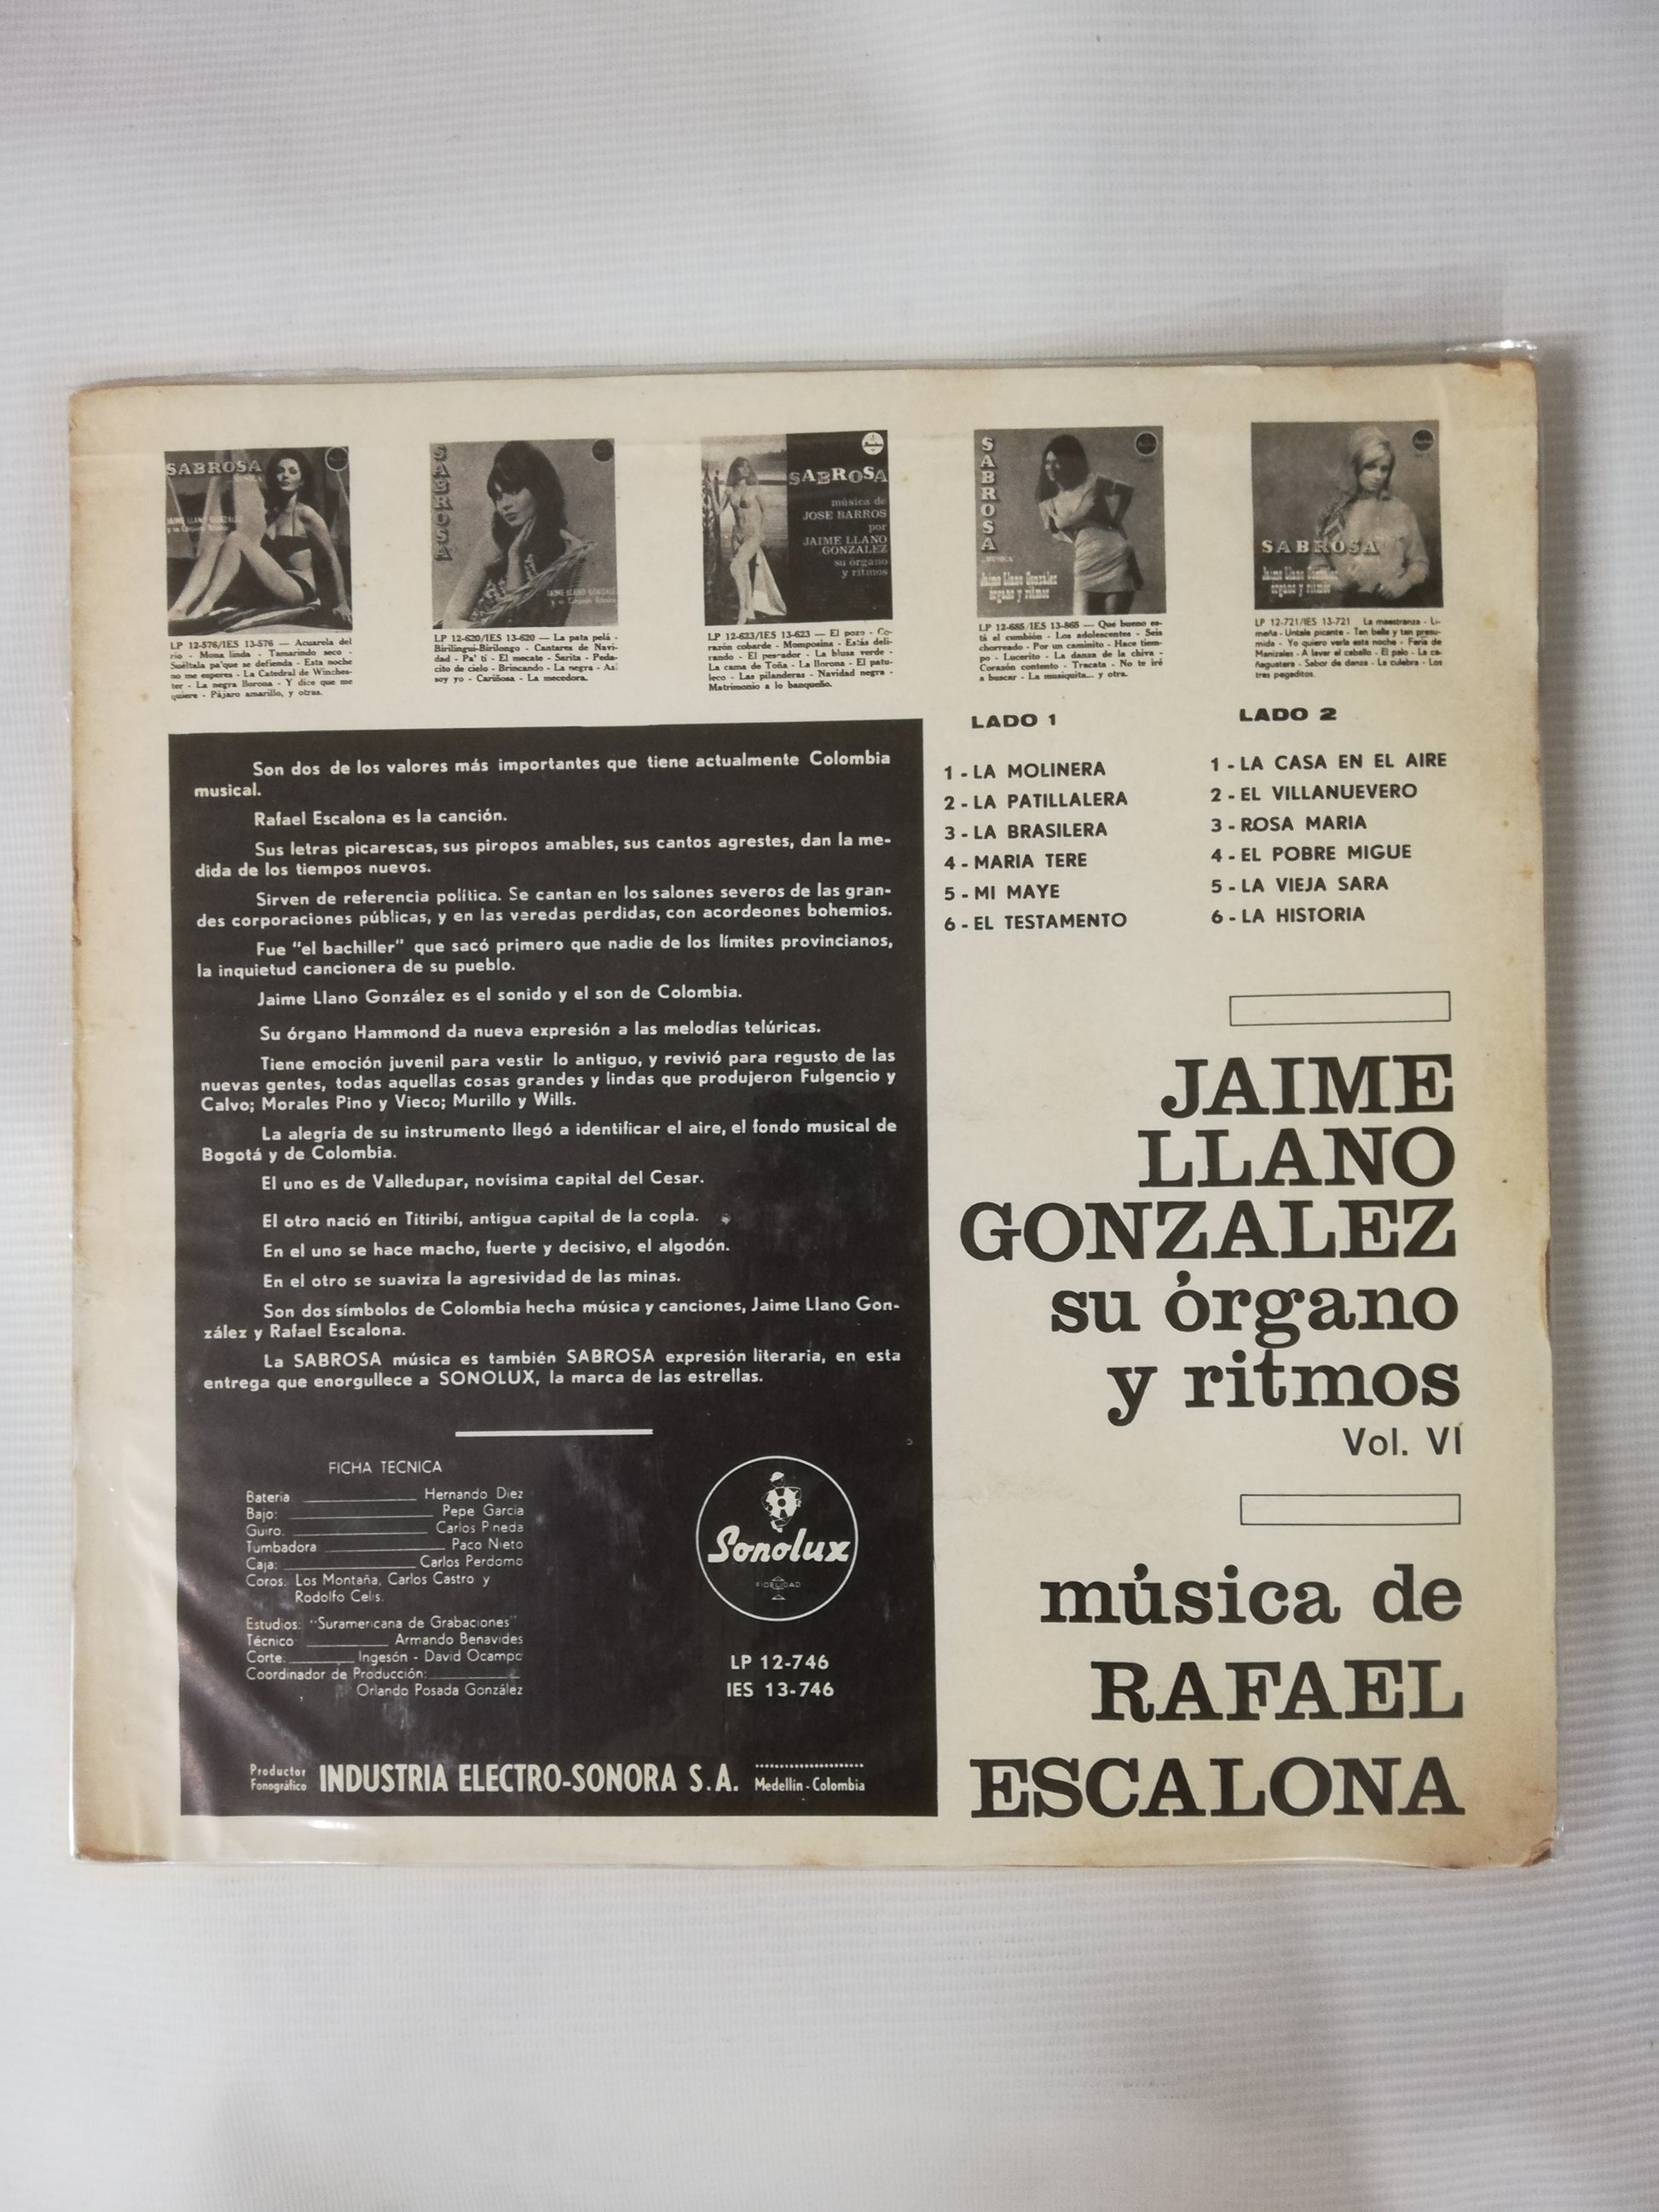 SABROSA
MUSICA
JAIME LLANO GONZALEZ
y su Conjunto Rítmico
LP 12-576/IES 13-576 — Acuarela del
río - Mona linda - Tamarindo seco -
Suéltala pa'que se defienda - Esta noche
no me esperes - La Catedral de Winches-
ter - La negra llorona - Y dice que me
quiere - Pájaro amarillo, y otras.
SABROSA
JAIME LLANO GONZALEZ
y su Conjunto Rítmico
LP 12-620/IES 13-620 — La pata pelá -
Birilingui-Birilongo - Cantares de Navi-
dad - Pa' ti - El mecate - Sarita - Peda-
cito de cielo - Brincando - La negra - Así
soy yo - Cariñosa - La mecedora.
SABROSA
música de
JOSE BARROS
por
JAIME LLANO
GONZALEZ
su órgano
y ritmos
LP 12-623/IES 13-623 — El pozo - Co-
razón cobarde - Momposina - Estás deli-
rando - El pescador - La blusa verde -
La cama de Toña - La llorona - El patu-
leco - Las pilanderas - Navidad negra -
Matrimonio a lo banqueño.
SABROSA
MUSICA
Jaime Llano González
órgano y ritmos
LP 12-685/IES 13-865 — Qué bueno es-
tá el cumbión - Los adolescentes - Seis
chorreado - Por un caminito - Hace tiem-
po - Lucerito - La danza de la chiva -
Corazón contento - Tracata - No te iré
a buscar - La musiquita... y otra.
SABROSA
Jaime Llano González
órgano y ritmos
LP 12-721/IES 13-721 La maestranza - Li-
meña - Untale picante - Tan bella y tan presu-
mida - Yo quiero verla esta noche - Feria de
Manizales - A lavar el caballo - El palo - La ca-
ñaguatera - Sabor de danza - La culebra - Los
tres pegaditos.
Son dos de los valores más importantes que tiene actualmente Colombia
musical.
Rafael Escalona es la canción.
Sus letras picarescas, sus piropos amables, sus cantos agrestes, dan la me-
dida de los tiempos nuevos.
Sirven de referencia política. Se cantan en los salones severos de las gran-
des corporaciones públicas, y en las veredas perdidas, con acordeones bohemios.
Fue "el bachiller" que sacó primero que nadie de los límites provincianos,
la inquietud cancionera de su pueblo.
Jaime Llano González es el sonido y el son de Colombia.
Su órgano Hammond da nueva expresión a las melodías telúricas.
Tiene emoción juvenil para vestir lo antiguo, y revivió para regusto de las
nuevas gentes, todas aquellas cosas grandes y lindas que produjeron Fulgencio y
Calvo; Morales Pino y Vieco; Murillo y Wills.
La alegría de su instrumento llegó a identificar el aire, el fondo musical de
Bogotá y de Colombia.
El uno es de Valledupar, novísima capital del Cesar.
El otro nació en Titiribí, antigua capital de la copla.
En el uno se hace macho, fuerte y decisivo, el algodón.
En el otro se suaviza la agresividad de las minas.
Son dos símbolos de Colombia hecha música y canciones, Jaime Llano Gon-
zález y Rafael Escalona.
La SABROSA música es también SABROSA expresión literaria, en esta
entrega que enorgullece a SONOLUX, la marca de las estrellas.
FICHA TECNICA
Batería Hernando Diez
Bajo: Pepe García
Guiro. Carlos Pineda
Tumbadora Paco Nieto
Caja: Carlos Perdomo
Coros: Los Montaña, Carlos Castro y
Rodolfo Celis.
Estudios: "Suramericana de Grabaciones"
Técnico Armando Benavides
Corte: Ingesón - David Ocampo
Coordinador de Producción:
Orlando Posada González
Sonolux
FIDELIDAD
LP 12-746
IES 13-746
Productor
Fonográfico INDUSTRIA ELECTRO-SONORA S.A. Medellín - Colombia
LADO 1
1 - LA MOLINERA
2 - LA PATILLALERA
3 - LA BRASILERA
4 - MARIA TERE
5 - MI MAYE
6 - EL TESTAMENTO
LADO 2
1 - LA CASA EN EL AIRE
2 - EL VILLANUEVERO
3 - ROSA MARIA
4 - EL POBRE MIGUE
5 - LA VIEJA SARA
6 - LA HISTORIA
JAIME
LLANO
GONZALEZ
su órgano
y ritmos
Vol. VI
música de
RAFAEL
ESCALONA